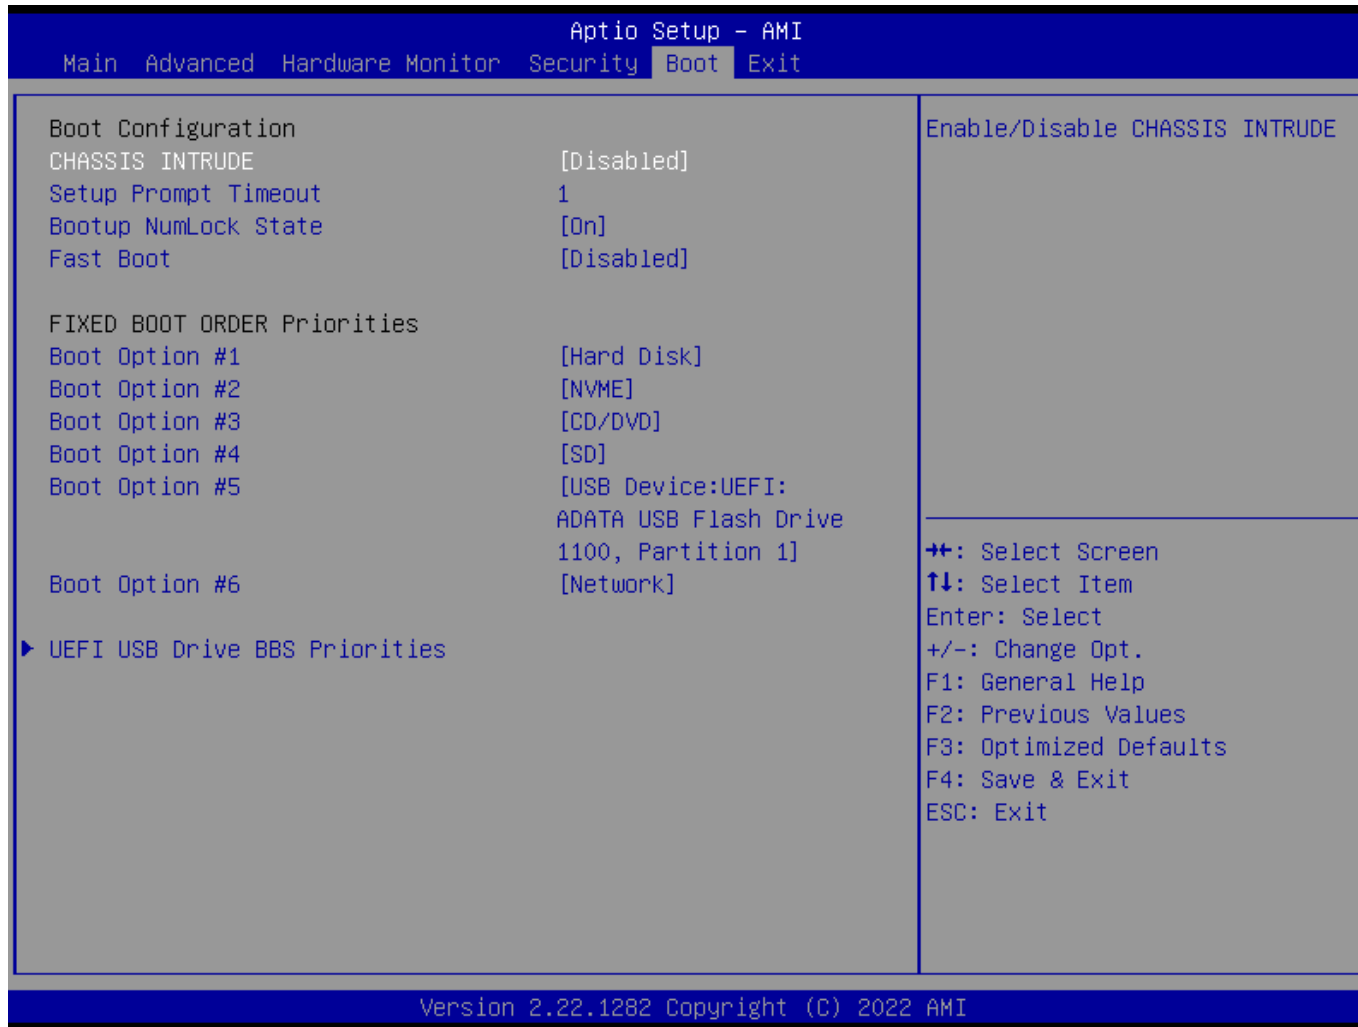 Aptio Setup – AMI
Main Advanced Hardware Monitor Security Boot Exit
Boot Configuration
CHASSIS INTRUDE [Disabled]
Setup Prompt Timeout 1
Bootup NumLock State [On]
Fast Boot [Disabled]
FIXED BOOT ORDER Priorities
Boot Option #1 [Hard Disk]
Boot Option #2 [NVME]
Boot Option #3 [CD/DVD]
Boot Option #4 [SD]
Boot Option #5 [USB Device:UEFI:
ADATA USB Flash Drive
1100, Partition 1]
Boot Option #6 [Network]
UEFI USB Drive BBS Priorities
Enable/Disable CHASSIS INTRUDE
→←: Select Screen
↑↓: Select Item
Enter: Select
+/-: Change Opt.
F1: General Help
F2: Previous Values
F3: Optimized Defaults
F4: Save & Exit
ESC: Exit
Version 2.22.1282 Copyright (C) 2022 AMI